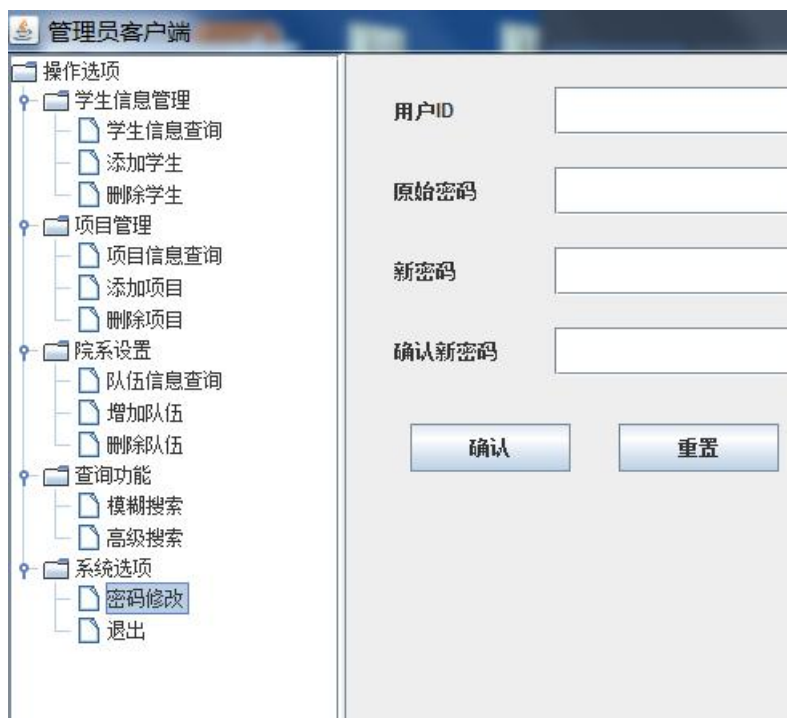 管理员客户端
操作选项
学生信息管理
学生信息查询
添加学生
删除学生
项目管理
项目信息查询
添加项目
删除项目
院系设置
队伍信息查询
增加队伍
删除队伍
查询功能
模糊搜索
高级搜索
系统选项
密码修改
退出
用户ID
原始密码
新密码
确认新密码
确认 重置